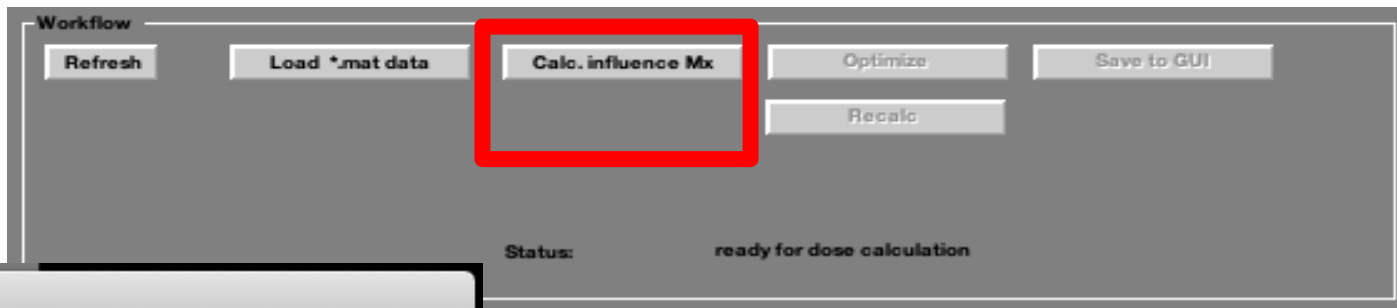 Workflow
Refresh Load *.mat data Calc. influence Mx Optimize Save to GUI
Recalc
Status: ready for dose calculation